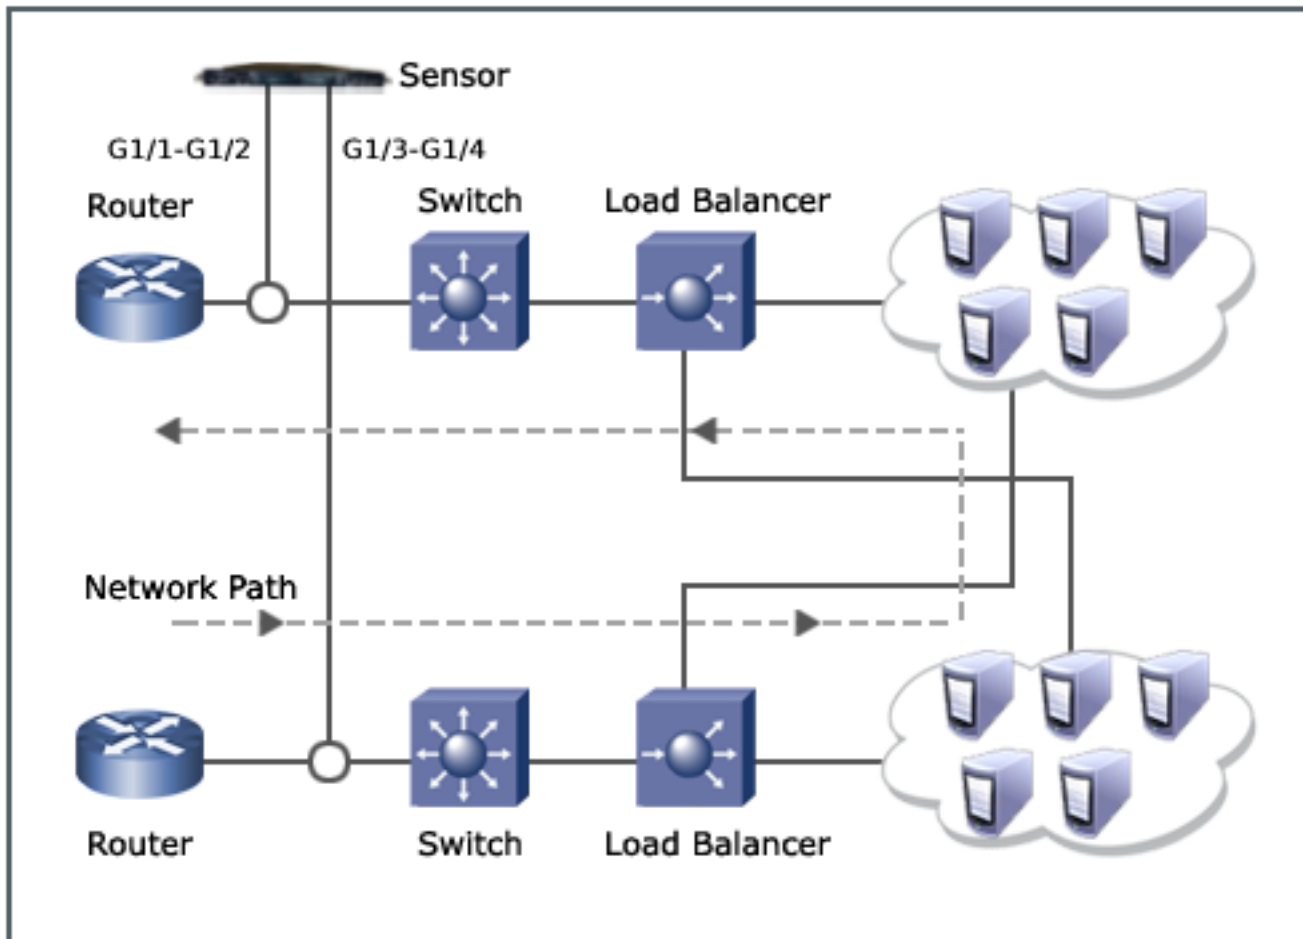 Sensor
G1/1-G1/2
G1/3-G1/4
Router
Switch
Load Balancer
Network Path
Router
Switch
Load Balancer